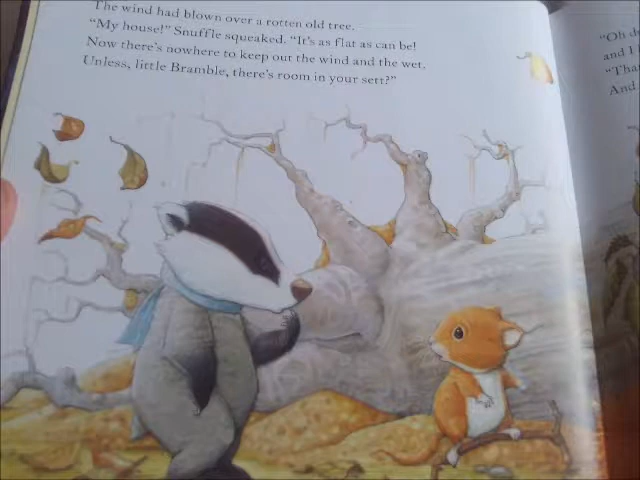 The wind had blown over a rotten old tree.
"My house!" Snuffle squeaked. "It's as flat as can be!
Now there's nowhere to keep out the wind and the wet.
Unless, little Bramble, there's room in your sett?"
"Oh
and I
"Tha
And